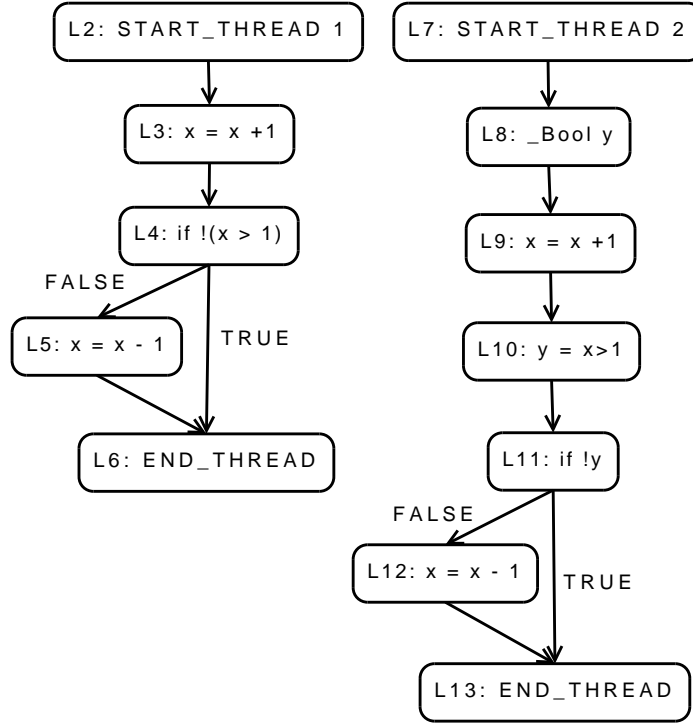 L2: START_THREAD 1
L3: x = x +1
L4: if !(x > 1)
FALSE
TRUE
L5: x = x - 1
L6: END_THREAD
L7: START_THREAD 2
L8: _Bool y
L9: x = x +1
L10: y = x>1
L11: if !y
FALSE
TRUE
L12: x = x - 1
L13: END_THREAD